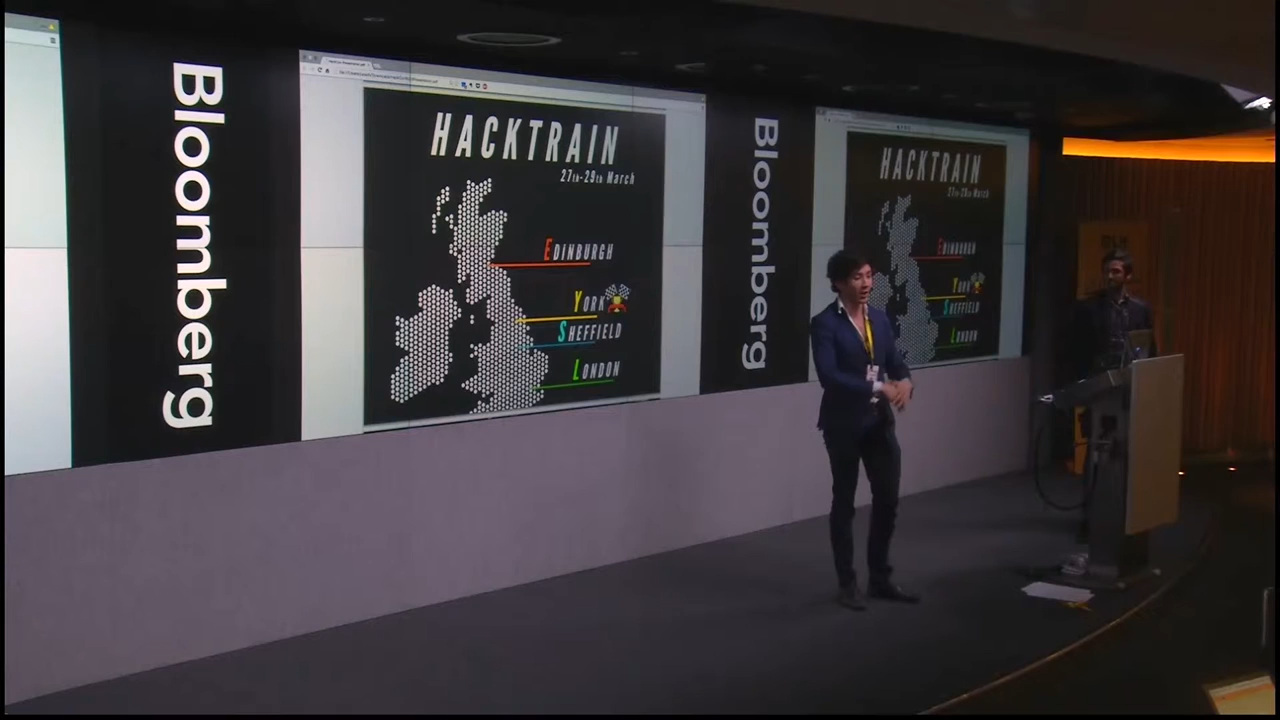 Bloomberg
HACKTRAIN
27th-29th March
EDINBURGH
YORK
SHEFFIELD
LONDON
Bloomberg
HACKTRAIN
EDINBURGH
YORK
SHEFFIELD
LONDON